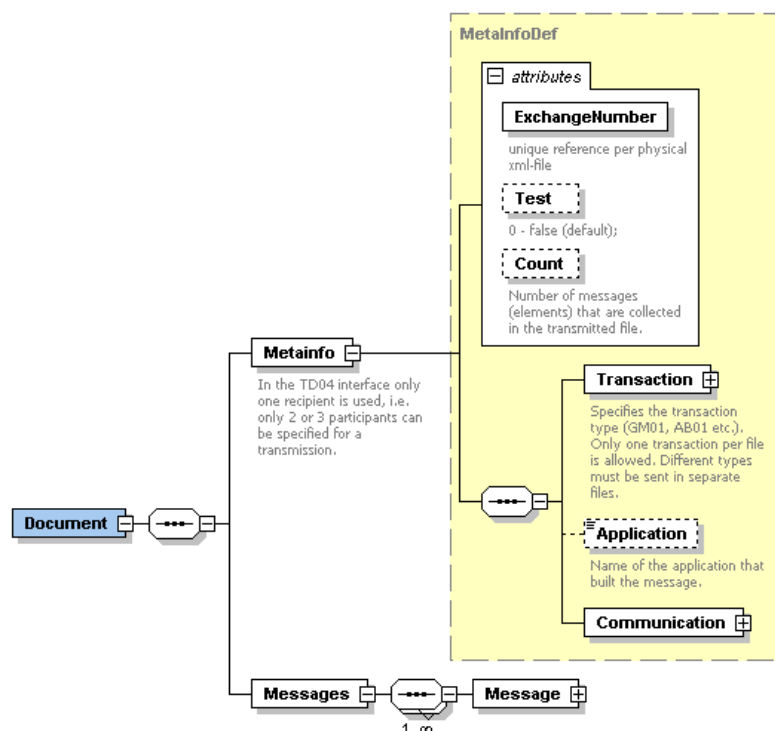 MetaInfoDef
attributes
ExchangeNumber
unique reference per physical
xml-file
Test
0 - false (default);
Count
Number of messages
(elements) that are collected
in the transmitted file.
Metainfo
In the TD04 interface only
one recipient is used, i.e.
only 2 or 3 participants can
be specified for a
transmission.
Transaction
Specifies the transaction
type (GM01, AB01 etc.).
Only one transaction per file
is allowed. Different types
must be sent in separate
files.
Document
Application
Name of the application that
built the message.
Communication
Messages
Message
1..∞